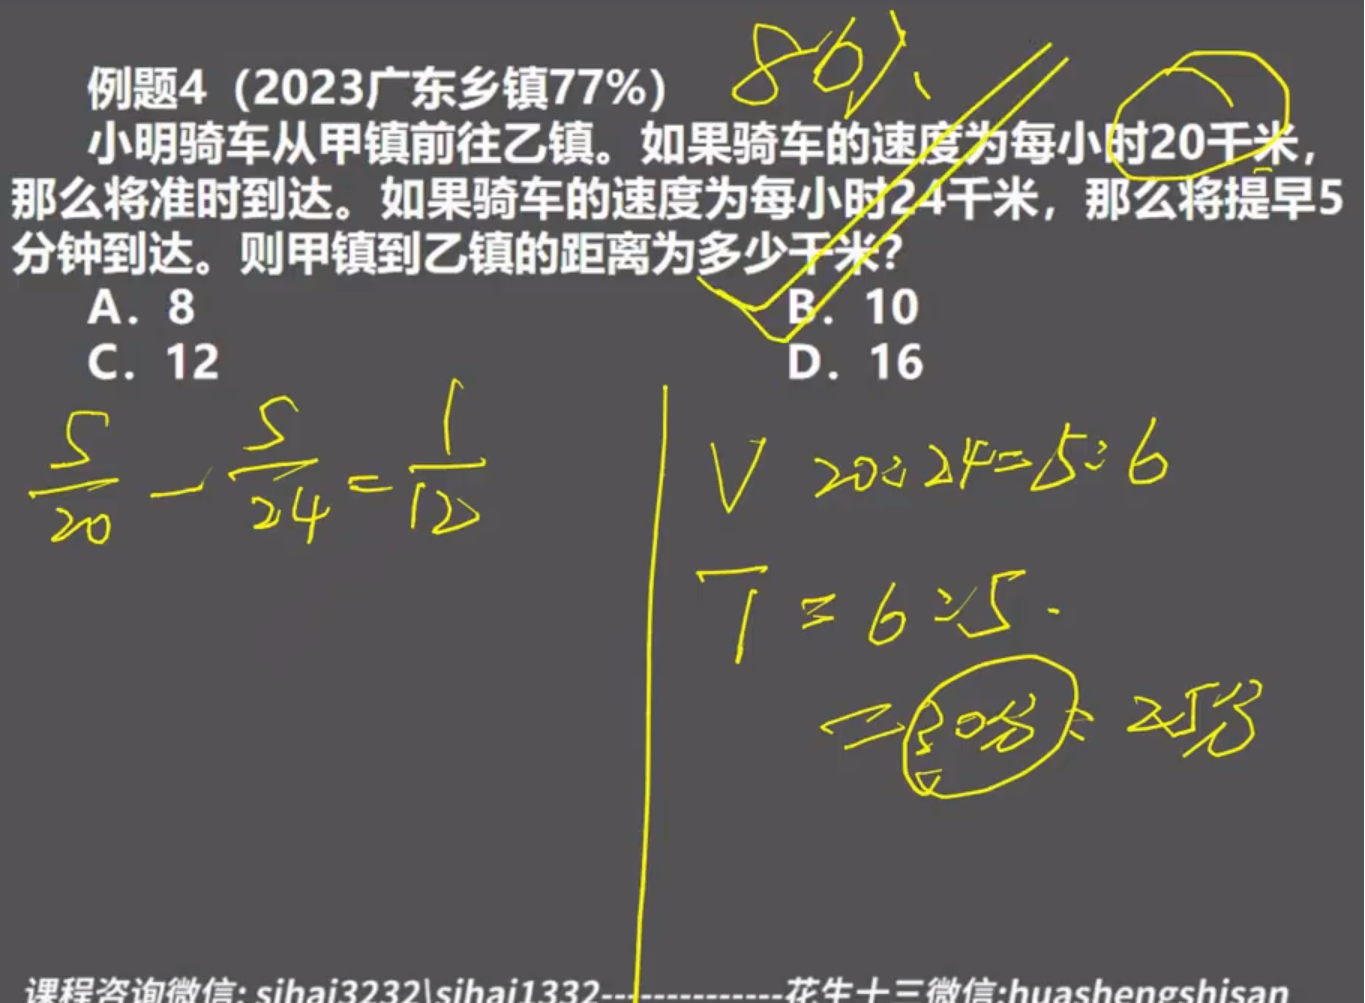 80%
例题4（2023广东乡镇77%）
小明骑车从甲镇前往乙镇。如果骑车的速度为每小时20千米，
那么将准时到达。如果骑车的速度为每小时24千米，那么将提早5
分钟到达。则甲镇到乙镇的距离为多少千米？
A. 8
B. 10
C. 12
D. 16
S/20 - S/24 = 1/12
V 20:24=5:6
T = 6:5
= 30分: 25分
课程咨询微信: sihai3232\sihai1332--------------花生十三微信:huashengshisan